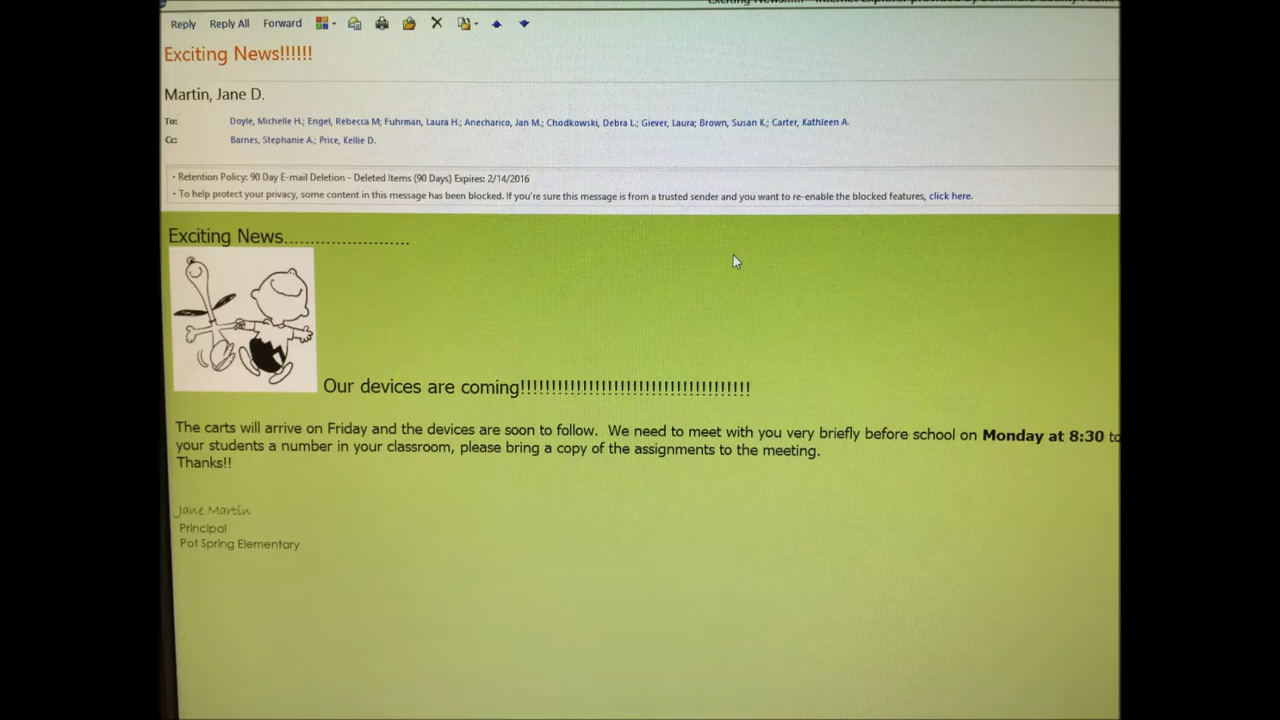 Reply Reply All Forward
Exciting News!!!!!!
Martin, Jane D.
To: Doyle, Michelle H.; Engel, Rebecca M; Fuhrman, Laura H.; Anecharico, Jan M.; Chodkowski, Debra L.; Giever, Laura; Brown, Susan K.; Carter, Kathleen A.
Cc: Barnes, Stephanie A.; Price, Kellie D.
• Retention Policy: 90 Day E-mail Deletion - Deleted Items (90 Days) Expires: 2/14/2016
• To help protect your privacy, some content in this message has been blocked. If you're sure this message is from a trusted sender and you want to re-enable the blocked features, click here.
Exciting News......................
Our devices are coming!!!!!!!!!!!!!!!!!!!!!!!!!!!!!!!!!!!!!
The carts will arrive on Friday and the devices are soon to follow. We need to meet with you very briefly before school on Monday at 8:30 to
your students a number in your classroom, please bring a copy of the assignments to the meeting.
Thanks!!
Jane Martin
Principal
Pot Spring Elementary